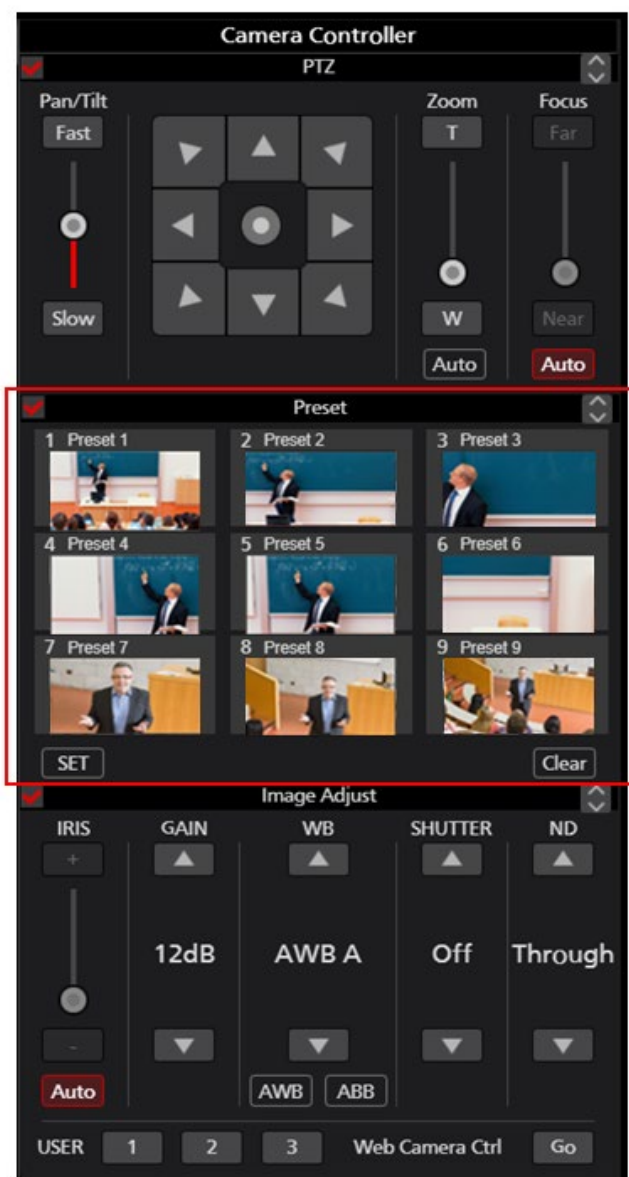 Camera Controller
PTZ
Pan/Tilt
Zoom
Focus
Fast
T
Far
Slow
W
Near
Auto
Auto
Preset
1 Preset 1
2 Preset 2
3 Preset 3
4 Preset 4
5 Preset 5
6 Preset 6
7 Preset 7
8 Preset 8
9 Preset 9
SET
Clear
Image Adjust
IRIS
GAIN
WB
SHUTTER
ND
+
12dB
AWB A
Off
Through
-
Auto
AWB
ABB
USER
1
2
3
Web Camera Ctrl
Go